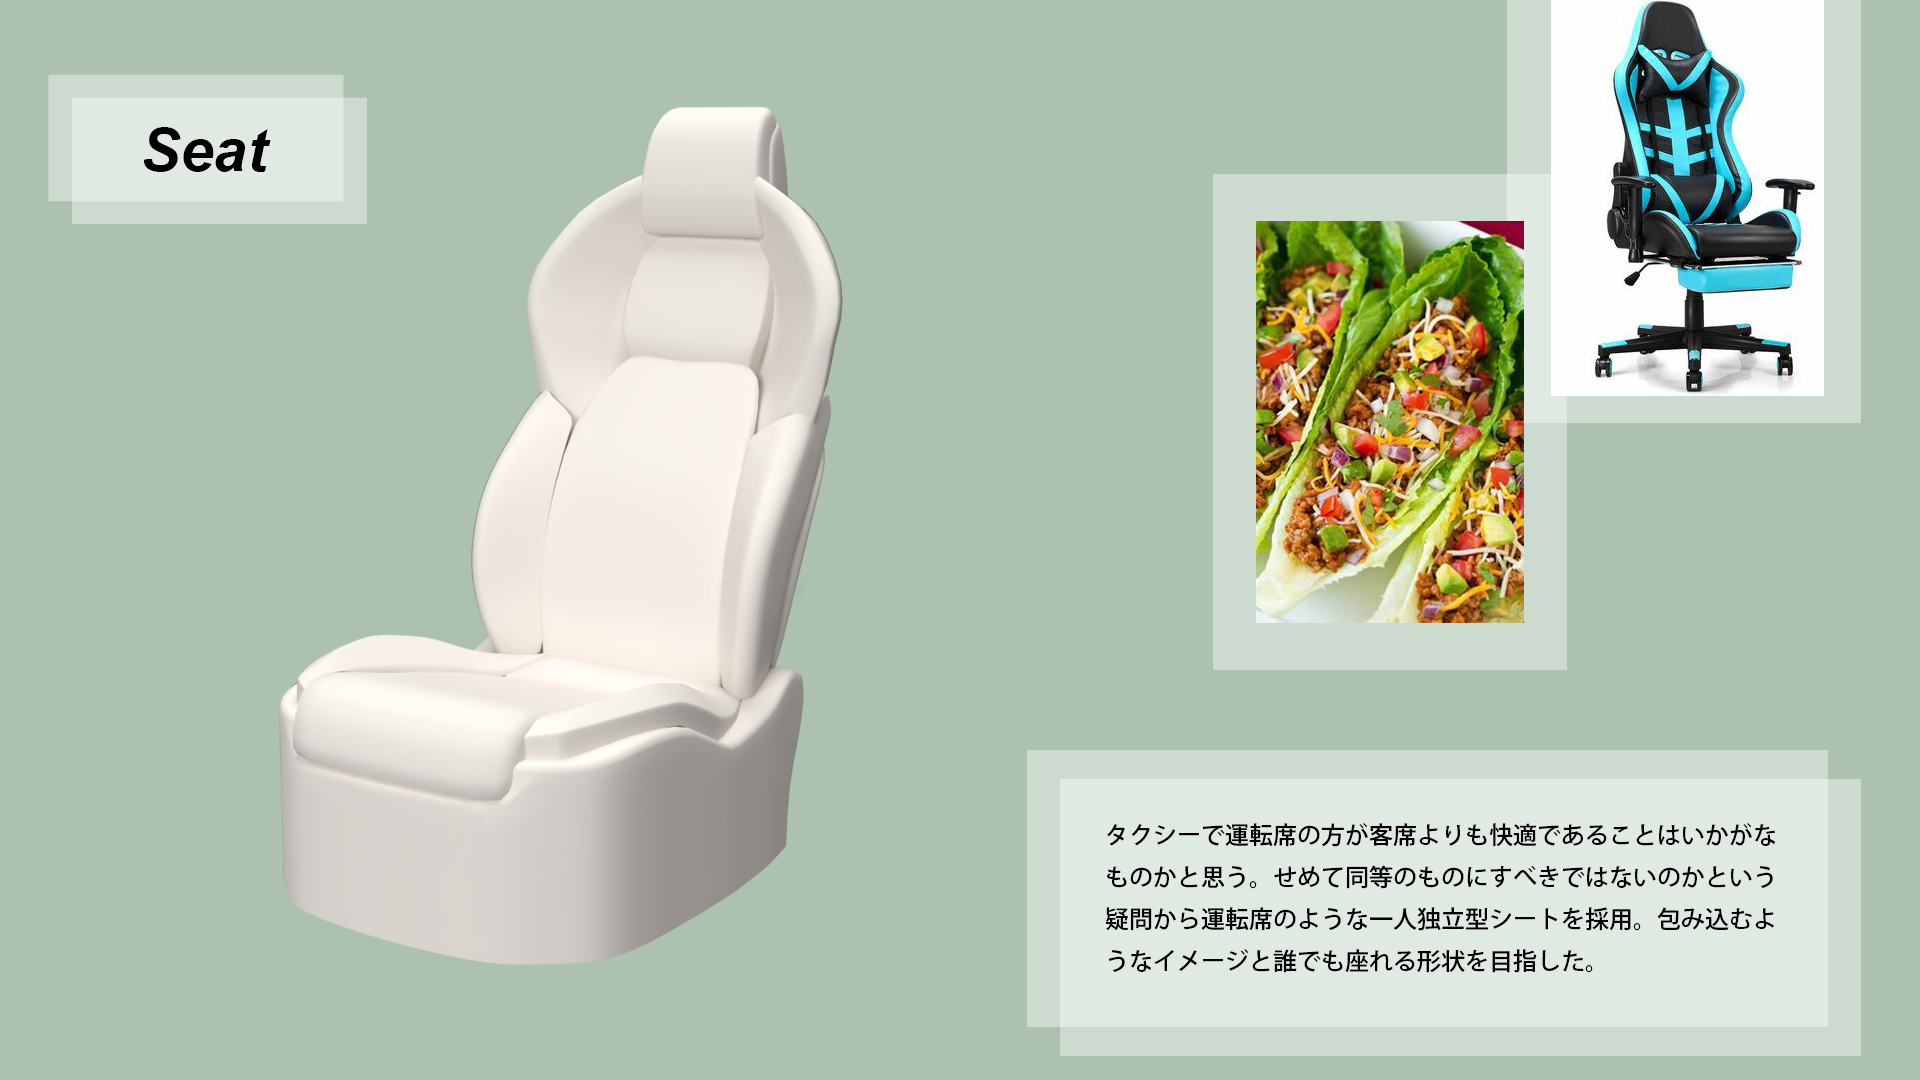 Seat
タクシーで運転席の方が客席よりも快適であることはいかがな
ものかと思う。せめて同等のものにすべきではないのかという
疑問から運転席のような一人独立型シートを採用。包み込むよ
うなイメージと誰でも座れる形状を目指した。